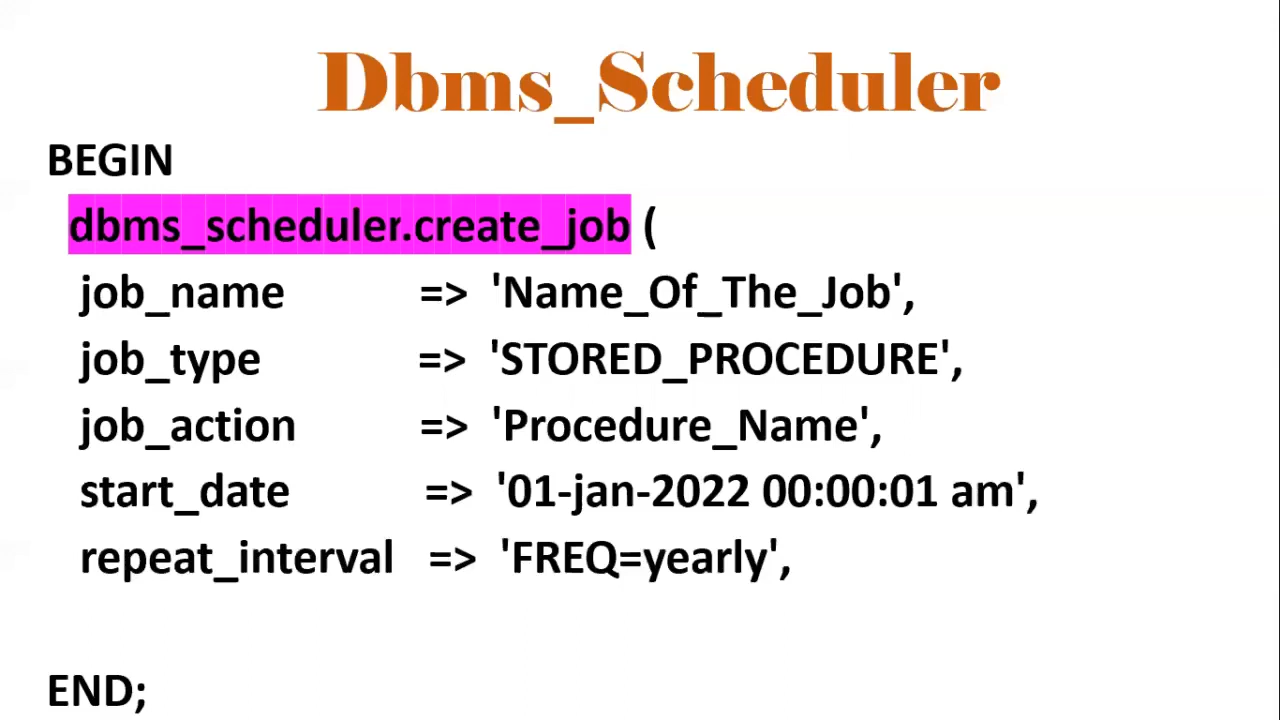 Dbms_Scheduler
BEGIN
dbms_scheduler.create_job (
job_name => 'Name_Of_The_Job',
job_type => 'STORED_PROCEDURE',
job_action => 'Procedure_Name',
start_date => '01-jan-2022 00:00:01 am',
repeat_interval => 'FREQ=yearly',
END;